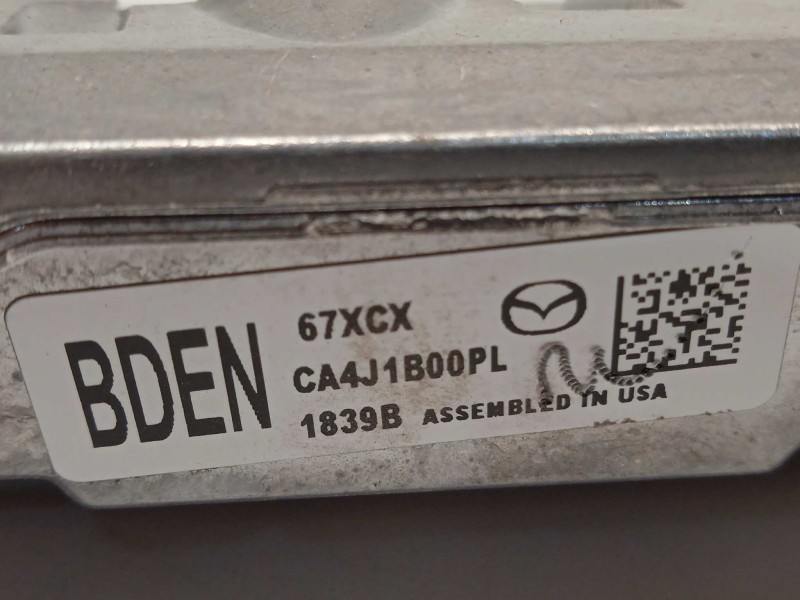 BDEN
67XCX
CA4J1B00PL
1839B ASSEMBLED IN USA